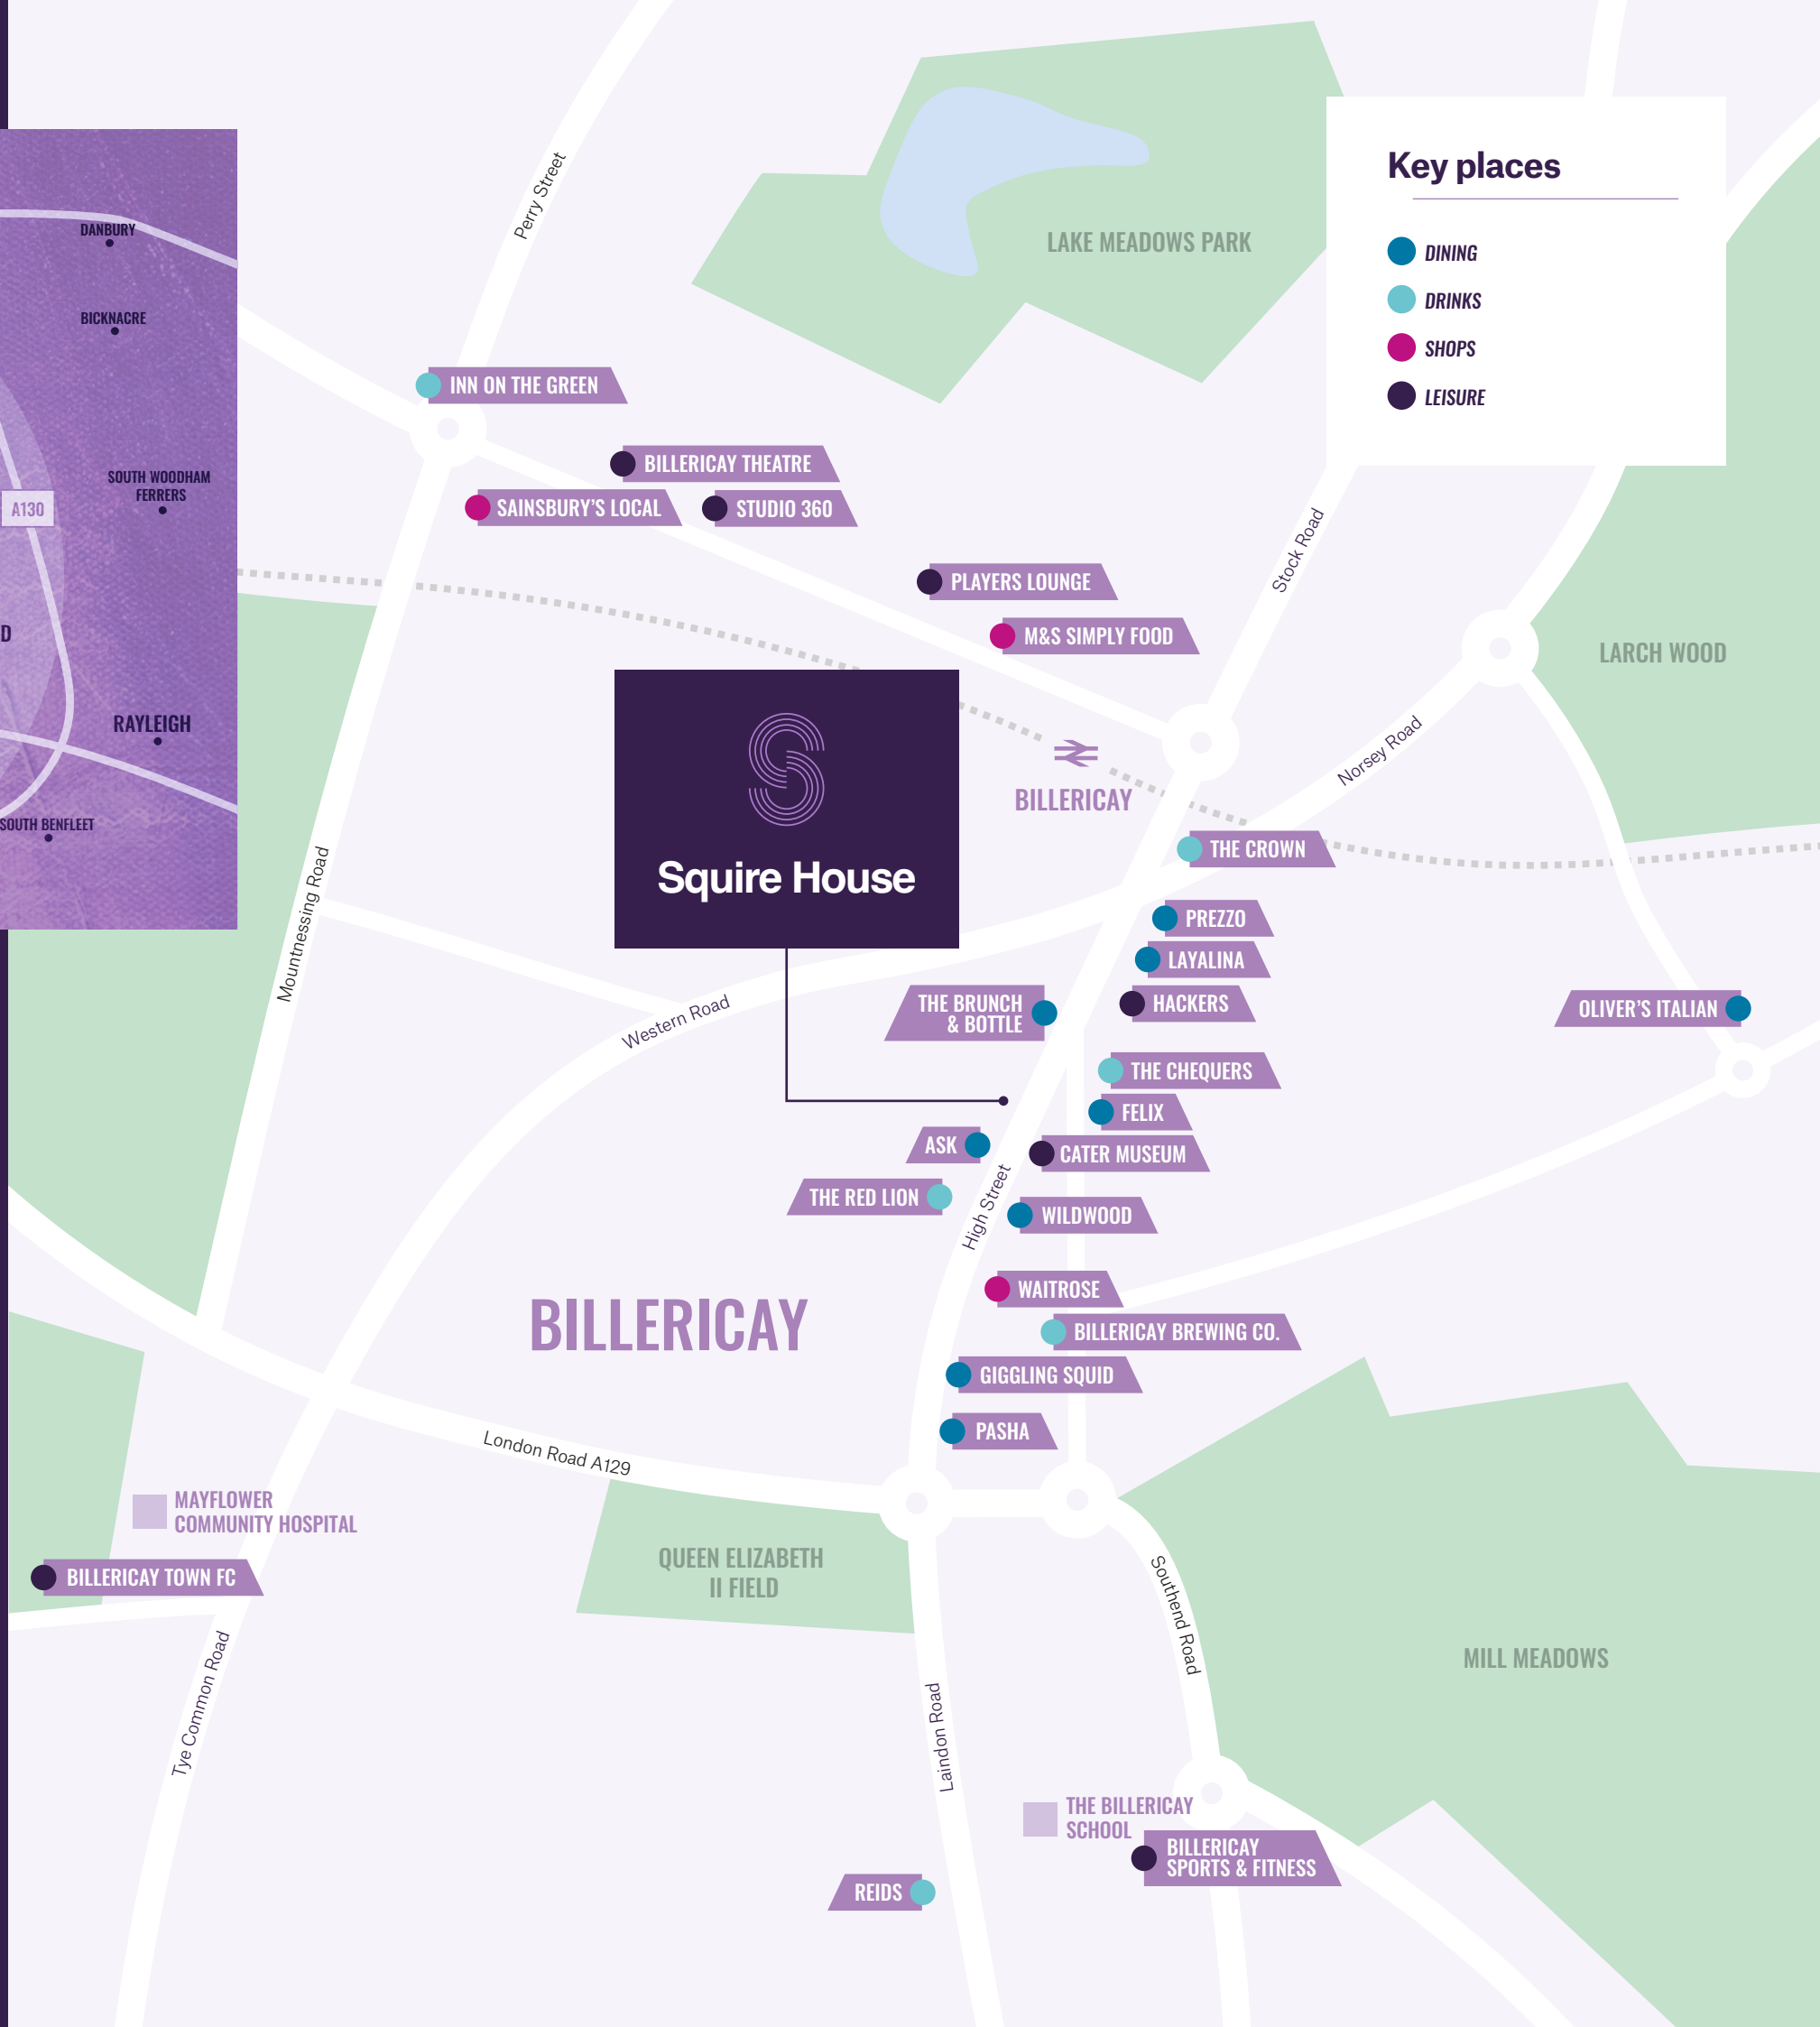 DANBURY
BICKNACRE
SOUTH WOODHAM
FERRERS
A130
D
RAYLEIGH
SOUTH BENFLEET
Perry Street
LAKE MEADOWS PARK
Key places
DINING
DRINKS
SHOPS
LEISURE
INN ON THE GREEN
BILLERICAY THEATRE
SAINSBURY’S LOCAL
STUDIO 360
PLAYERS LOUNGE
M&S SIMPLY FOOD
Stock Road
LARCH WOOD
Norsey Road
BILLERICAY
Squire House
THE CROWN
PREZZO
LAYALINA
HACKERS
THE BRUNCH
& BOTTLE
OLIVER’S ITALIAN
Mountnessing Road
Western Road
THE CHEQUERS
FELIX
ASK
CATER MUSEUM
THE RED LION
High Street
WILDWOOD
WAITROSE
BILLERICAY
BILLERICAY BREWING CO.
GIGGLING SQUID
PASHA
London Road A129
MAYFLOWER
COMMUNITY HOSPITAL
BILLERICAY TOWN FC
QUEEN ELIZABETH
II FIELD
Southend Road
MILL MEADOWS
Tye Common Road
Laindon Road
THE BILLERICAY
SCHOOL
BILLERICAY
SPORTS & FITNESS
REIDS